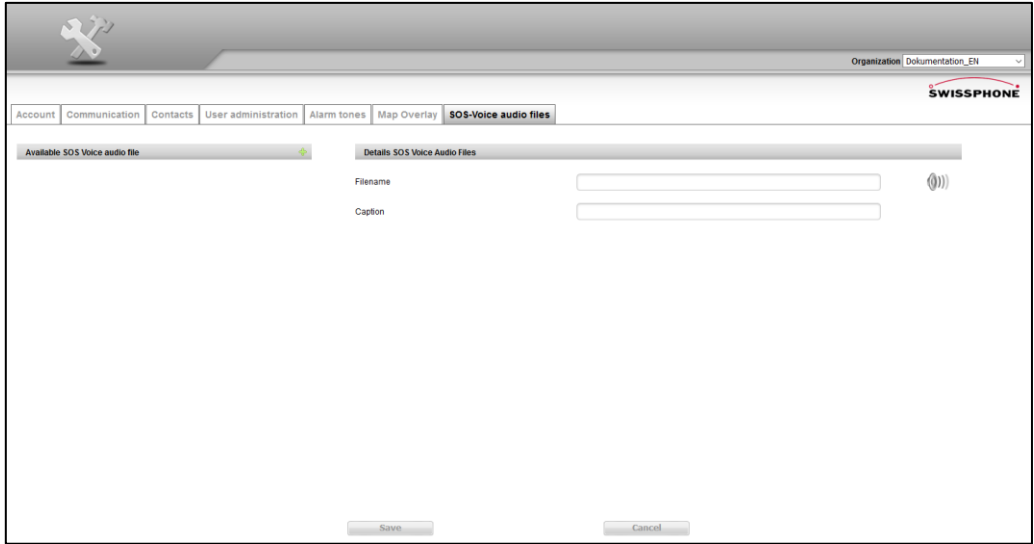 Organization Dokumentation_EN
SWISSPHONE
Account Communication Contacts User administration Alarm tones Map Overlay SOS-Voice audio files
Available SOS Voice audio file Details SOS Voice Audio Files
Filename
Caption
Save Cancel